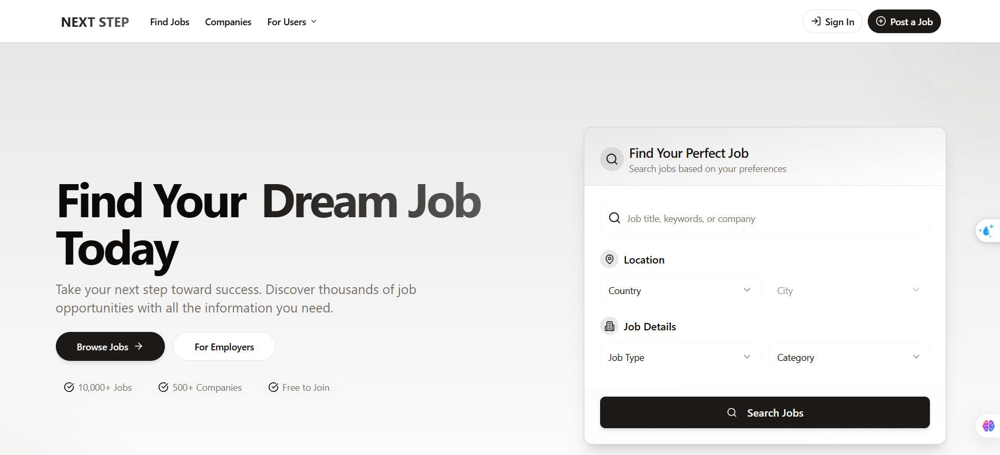 NEXT STEP
Find Jobs
Companies
For Users
Sign In
Post a Job
Find Your Dream Job
Today
Take your next step toward success. Discover thousands of job
opportunities with all the information you need.
Browse Jobs
For Employers
10,000+ Jobs
500+ Companies
Free to Join
Find Your Perfect Job
Search jobs based on your preferences
Job title, keywords, or company
Location
Country
City
Job Details
Job Type
Category
Search Jobs